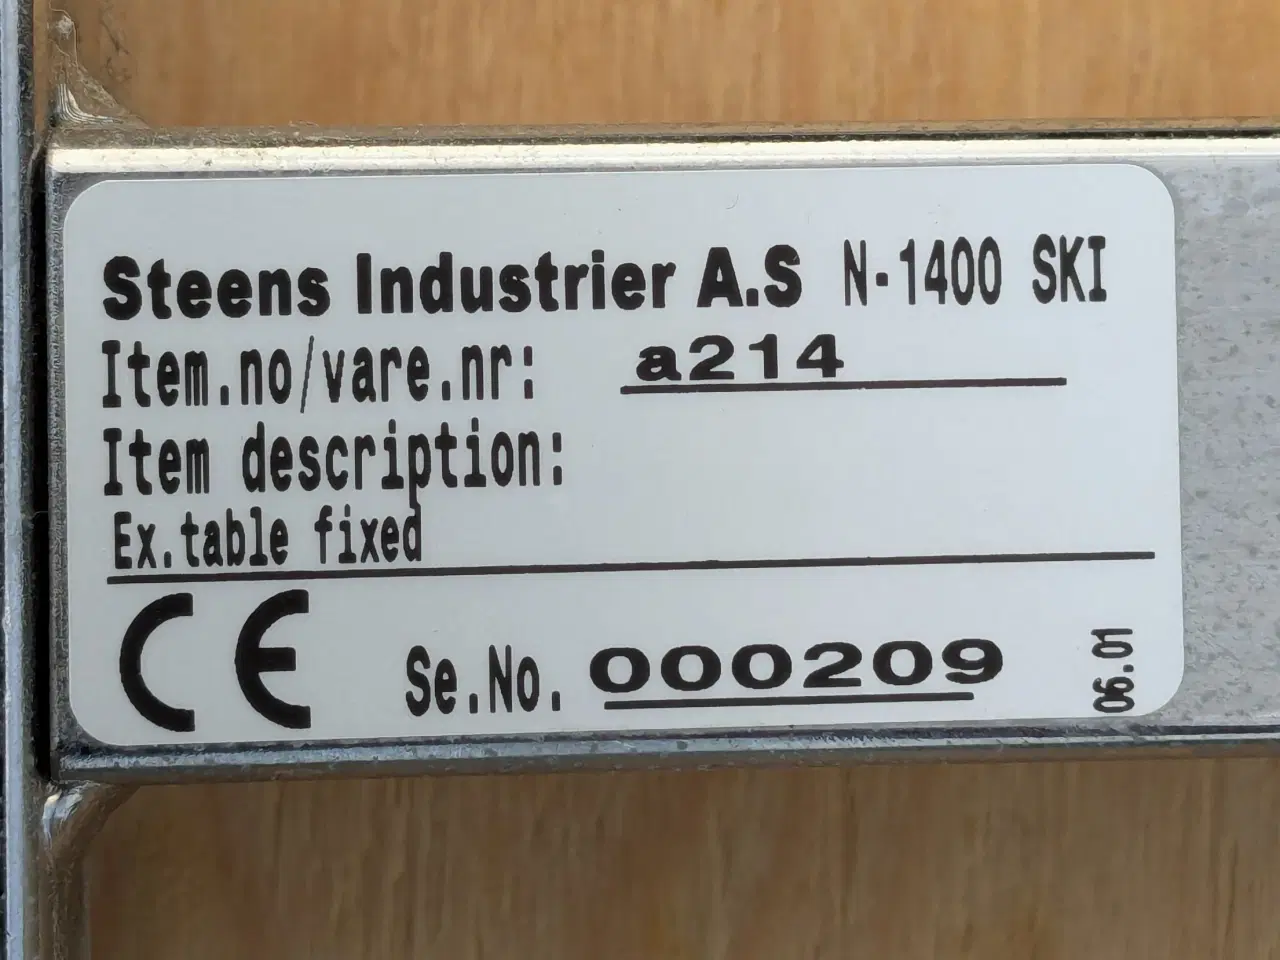 Steens Industrier A.S N-1400 SKI
Item.no/vare.nr: a214
Item description:
Ex.table fixed
CE Se.No. 000209
06.01